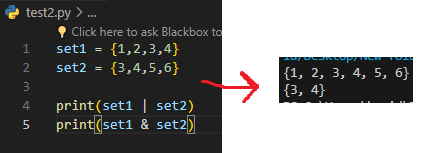 test2.py > ...
Click here to ask Blackbox to
1 set1 = {1,2,3,4}
2 set2 = {3,4,5,6}
3
4 print(set1 | set2)
5 print(set1 & set2)
{1, 2, 3, 4, 5, 6}
{3, 4}